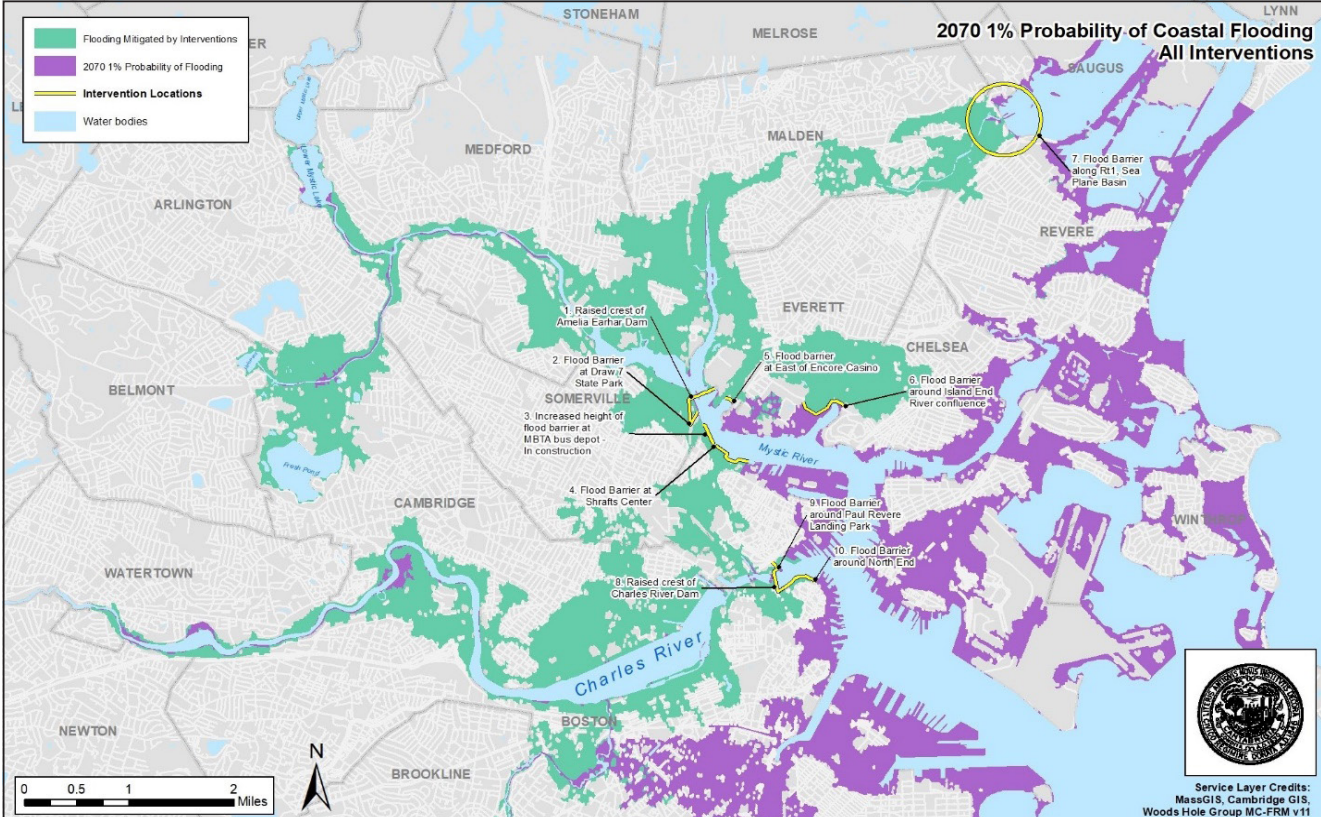 STONEHAM
MELROSE
LYNN
2070 1% Probability of Coastal Flooding
All Interventions
SAUGUS
Flooding Mitigated by Interventions
2070 1% Probability of Flooding
Intervention Locations
Water bodies
ER
LE
Lower Mystic Lake
MEDFORD
MALDEN
7. Flood Barrier
along Rt1, Sea
Plane Basin
ARLINGTON
REVERE
EVERETT
1. Raised crest of
Amelia Earhar Dam
2. Flood Barrier
at Draw 7
State Park
5. Flood barrier
at East of Encore Casino
CHELSEA
BELMONT
6. Flood Barrier
around Island End
River confluence
SOMERVILLE
3. Increased height of
flood barrier at
MBTA bus depot -
In construction
Mystic River
Fresh Pond
4. Flood Barrier at
Shrafts Center
CAMBRIDGE
9. Flood Barrier
around Paul Revere
Landing Park
WINTHROP
10. Flood Barrier
around North End
WATERTOWN
8. Raised crest of
Charles River Dam
Charles River
BOSTON
NEWTON
BROOKLINE
N
0 0.5 1 2
Miles
Service Layer Credits:
MassGIS, Cambridge GIS,
Woods Hole Group MC-FRM v11